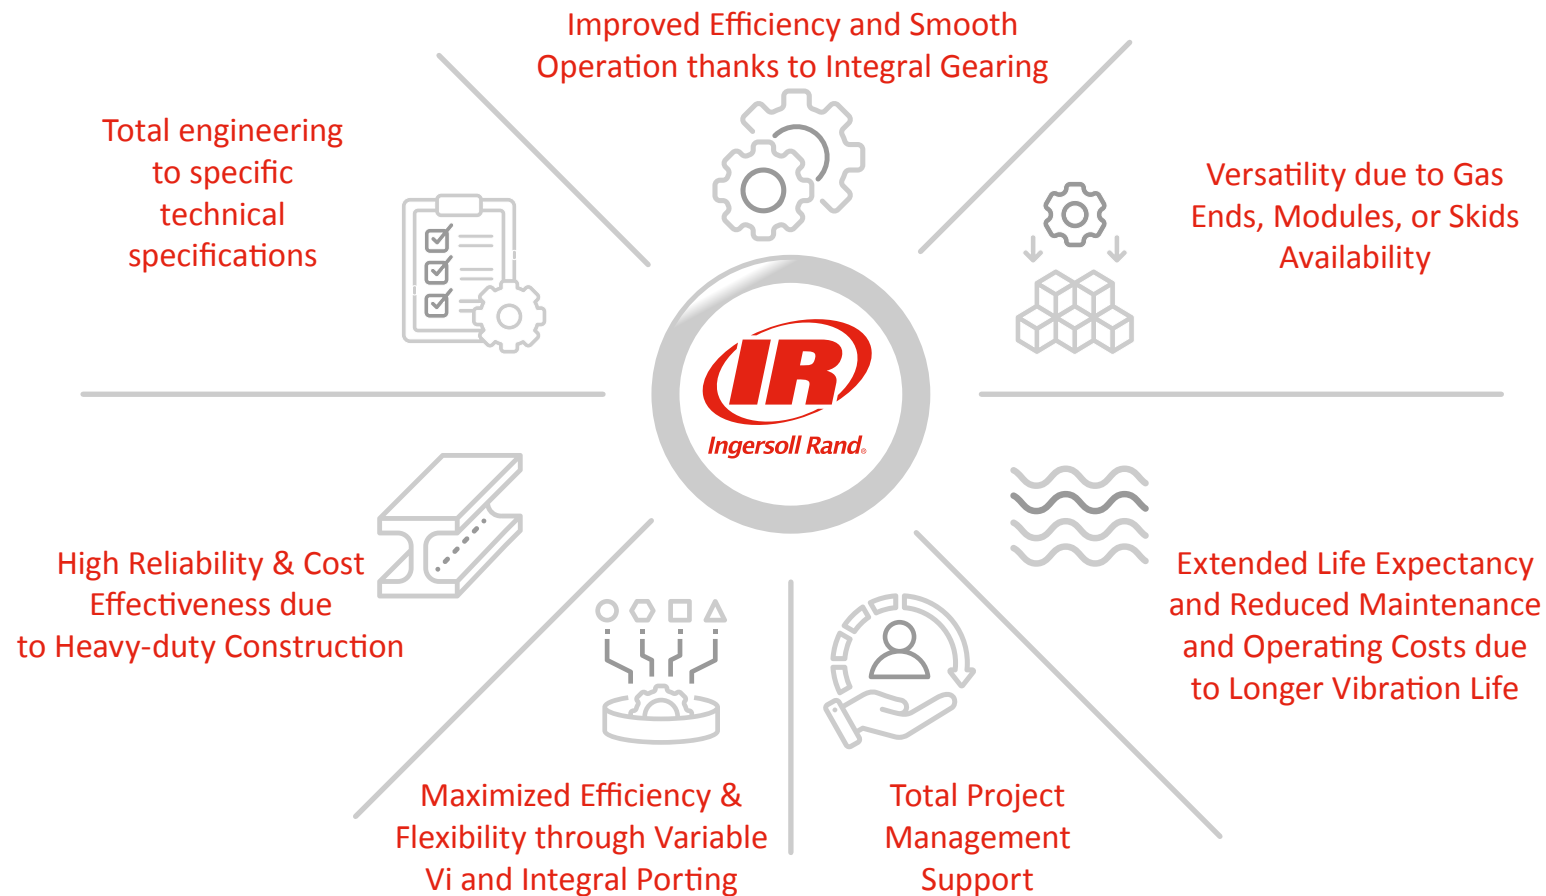 Improved Efficiency and Smooth
Operation thanks to Integral Gearing
Total engineering
to specific
technical
specifications
Versatility due to Gas
Ends, Modules, or Skids
Availability
IR
Ingersoll Rand®
High Reliability & Cost
Effectiveness due
to Heavy-duty Construction
Extended Life Expectancy
and Reduced Maintenance
and Operating Costs due
to Longer Vibration Life
Maximized Efficiency &
Flexibility through Variable
Vi and Integral Porting
Total Project
Management
Support